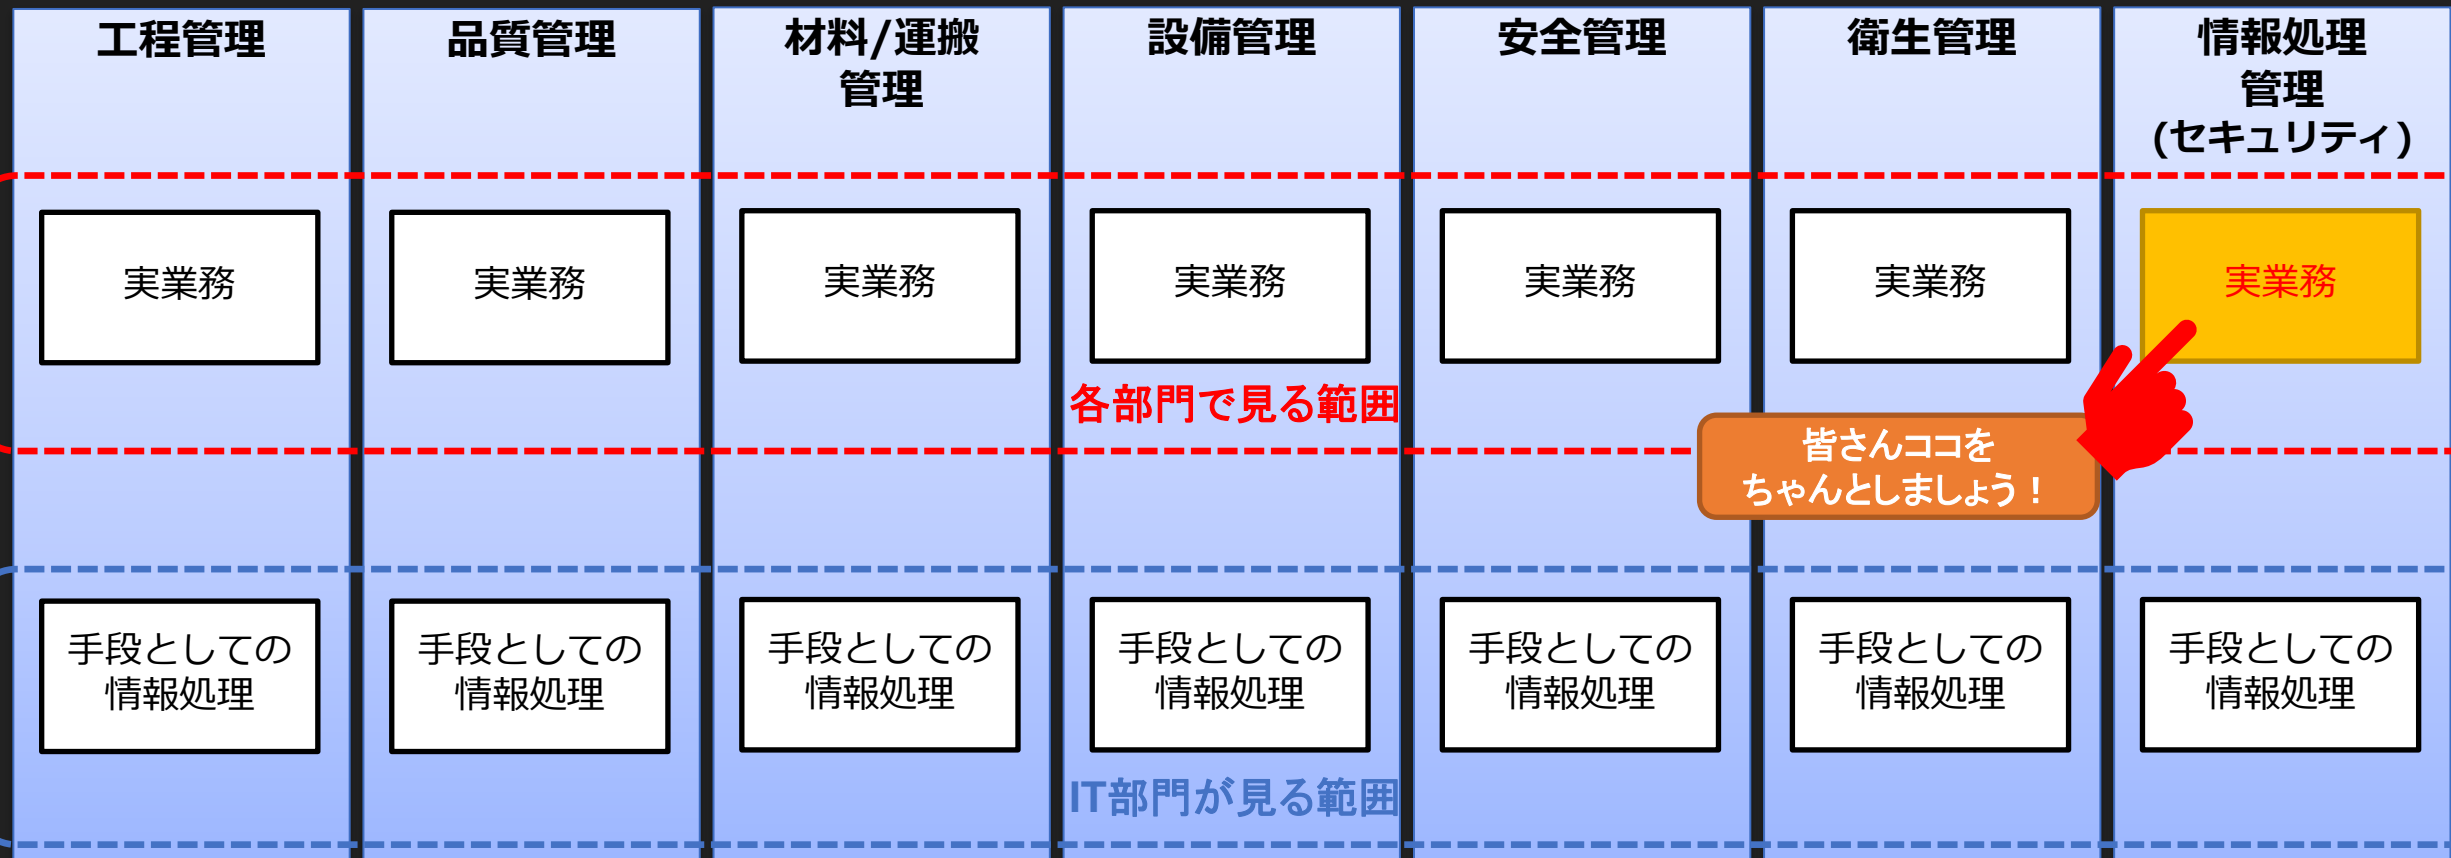 工程管理
品質管理
材料/運搬
管理
設備管理
安全管理
衛生管理
情報処理
管理
(セキュリティ)
実業務
実業務
実業務
実業務
実業務
実業務
実業務
各部門で見る範囲
皆さんココを
ちゃんとしましょう！
手段としての
情報処理
手段としての
情報処理
手段としての
情報処理
手段としての
情報処理
手段としての
情報処理
手段としての
情報処理
手段としての
情報処理
IT部門が見る範囲